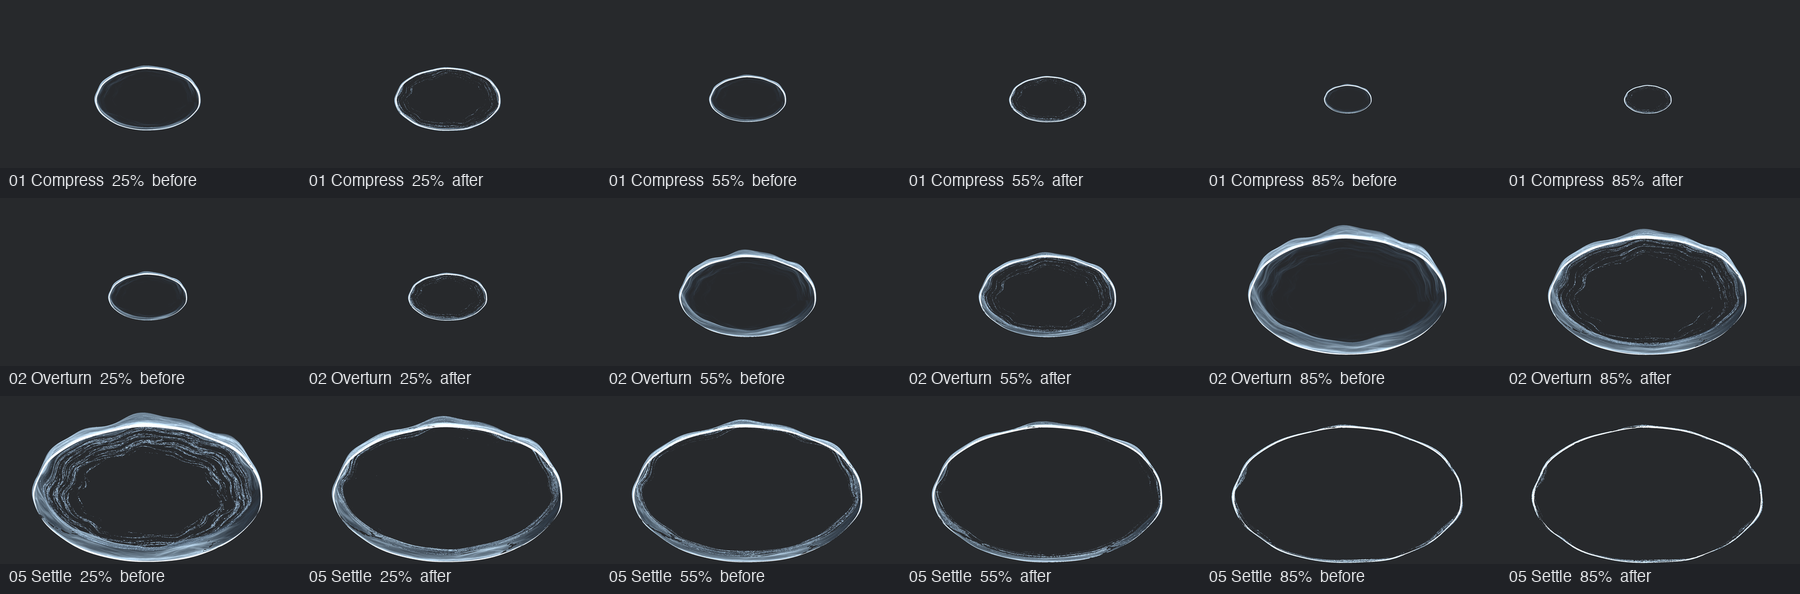 01 Compress 25% before
01 Compress 25% after
01 Compress 55% before
01 Compress 55% after
01 Compress 85% before
01 Compress 85% after
02 Overturn 25% before
02 Overturn 25% after
02 Overturn 55% before
02 Overturn 55% after
02 Overturn 85% before
02 Overturn 85% after
05 Settle 25% before
05 Settle 25% after
05 Settle 55% before
05 Settle 55% after
05 Settle 85% before
05 Settle 85% after